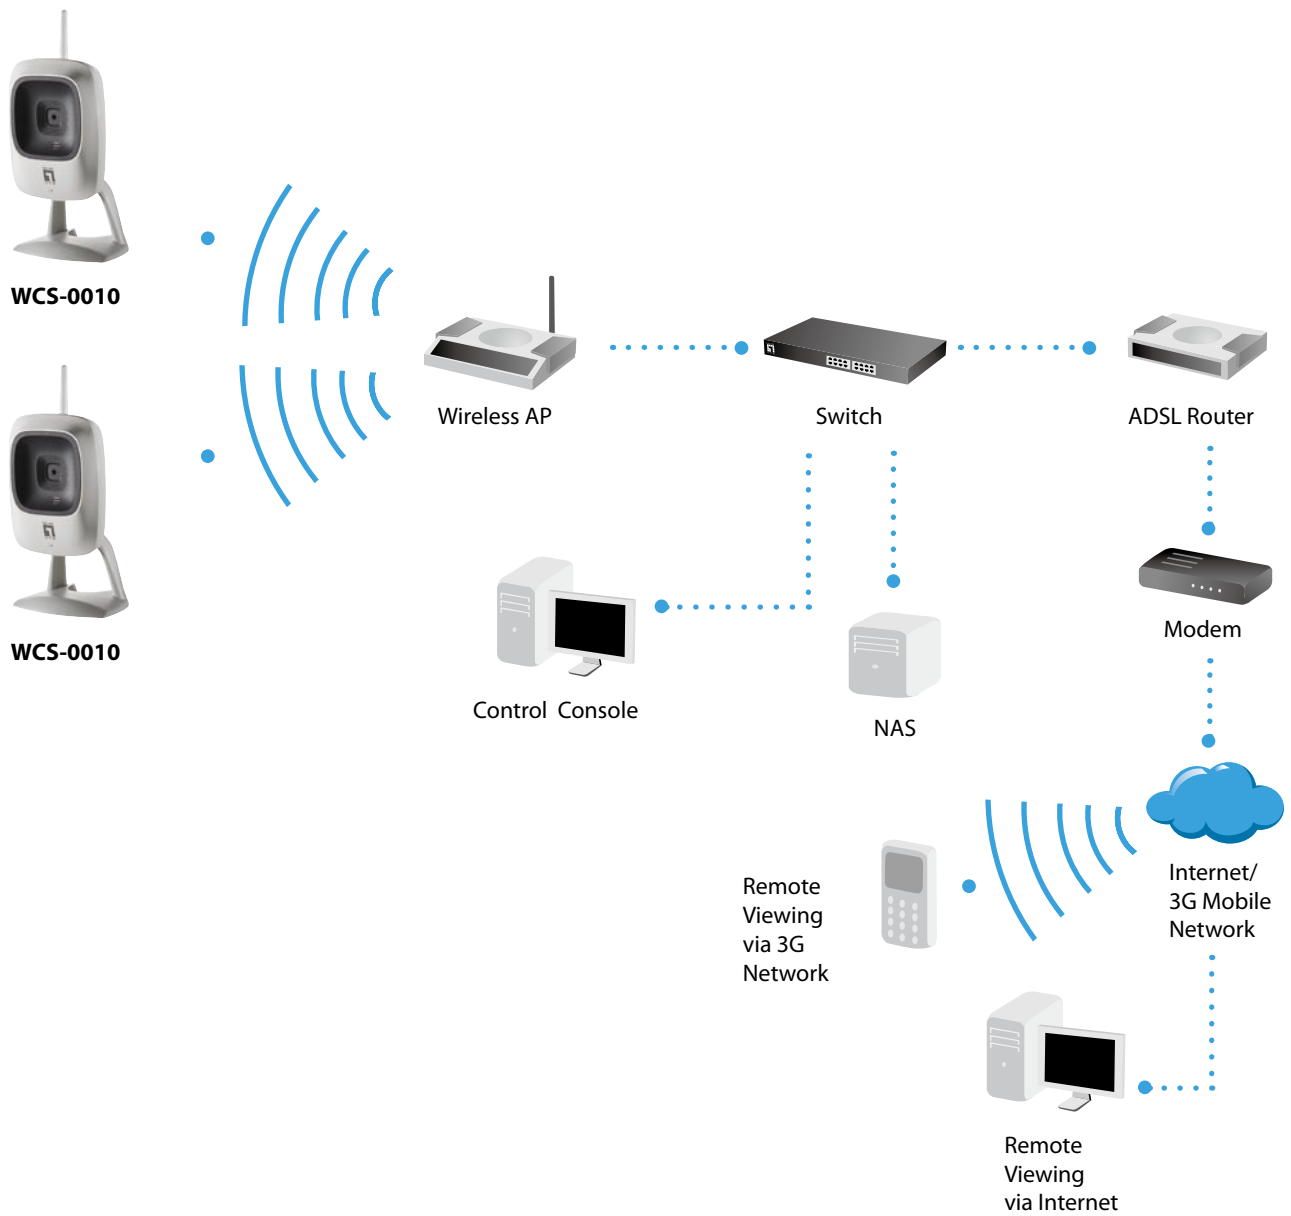 WCS-0010
Wireless AP
Switch
ADSL Router
WCS-0010
Control Console
NAS
Modem
Internet/
3G Mobile
Network
Remote
Viewing
via 3G
Network
Remote
Viewing
via Internet